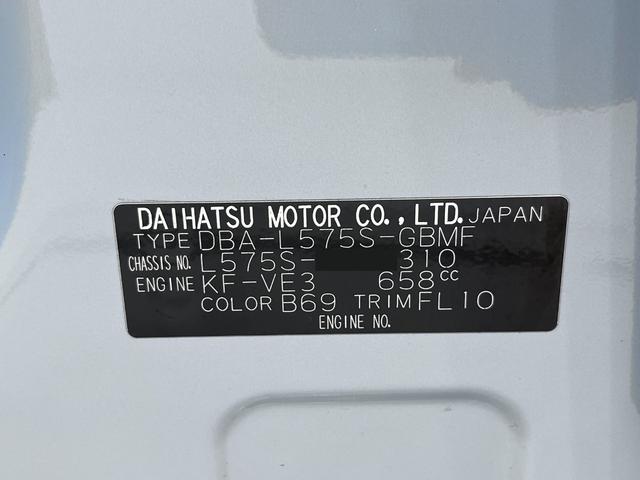 DAIHATSU MOTOR CO.,LTD. JAPAN
TYPE DBA-L575S-GBMF
CHASSIS NO. L575S- 310
ENGINE KF-VE3 658cc
COLOR B69 TRIM FL10
ENGINE NO.